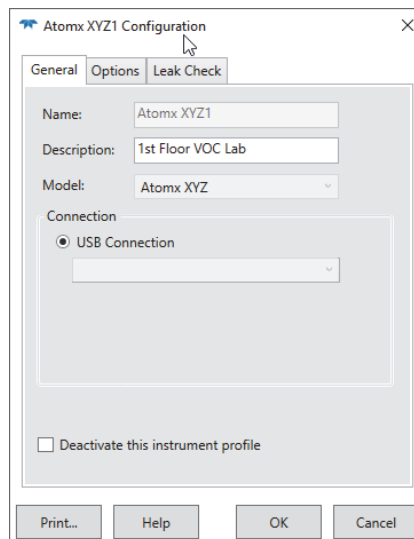 Atomx XYZ1 Configuration
General Options Leak Check
Name: Atomx XYZ1
Description: 1st Floor VOC Lab
Model: Atomx XYZ
Connection
USB Connection
Deactivate this instrument profile
Print... Help OK Cancel